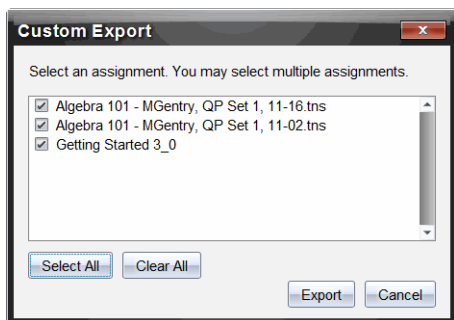 Custom Export
Select an assignment. You may select multiple assignments.
Algebra 101 - MGentry, QP Set 1, 11-16.tns
Algebra 101 - MGentry, QP Set 1, 11-02.tns
Getting Started 3_0
Select All Clear All
Export Cancel